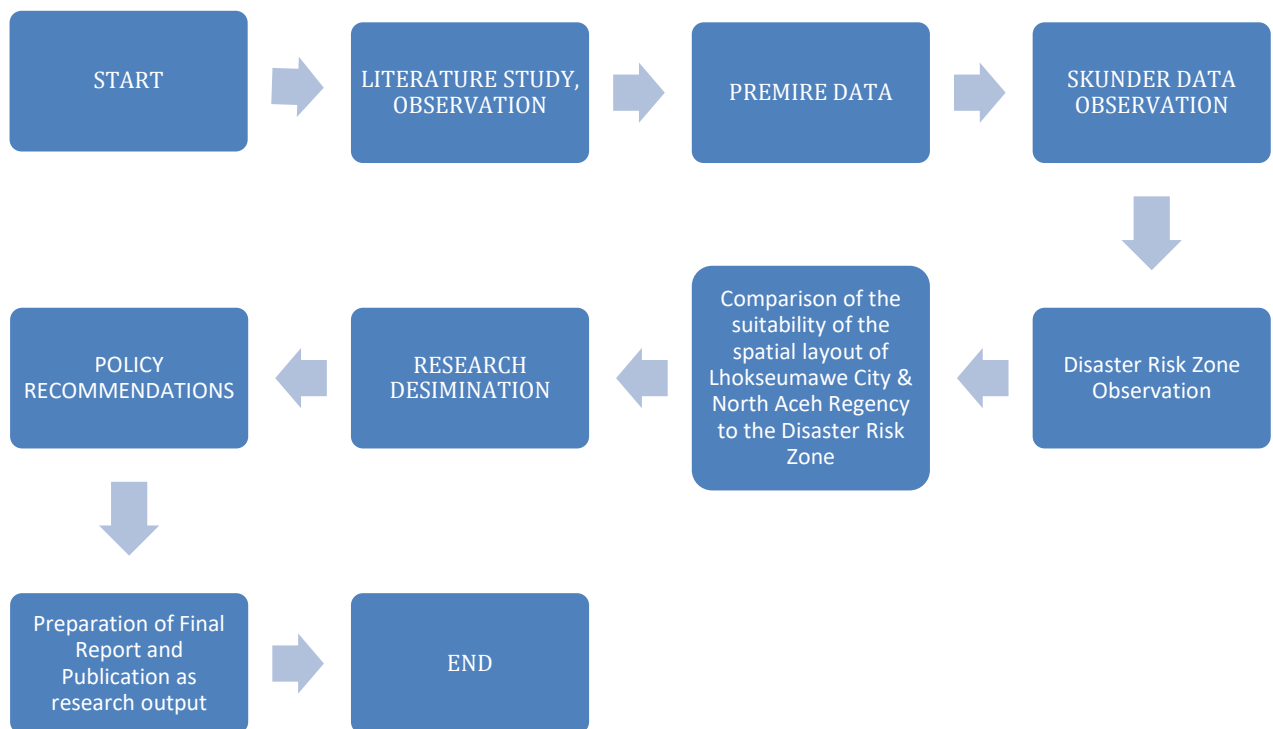 START
LITERATURE STUDY,
OBSERVATION
PREMIRE DATA
SKUNDER DATA
OBSERVATION
Disaster Risk Zone
Observation
Comparison of the
suitability of the
spatial layout of
Lhokseumawe City &
North Aceh Regency
to the Disaster Risk
Zone
RESEARCH
DESIMINATION
POLICY
RECOMMENDATIONS
Preparation of Final
Report and
Publication as
research output
END